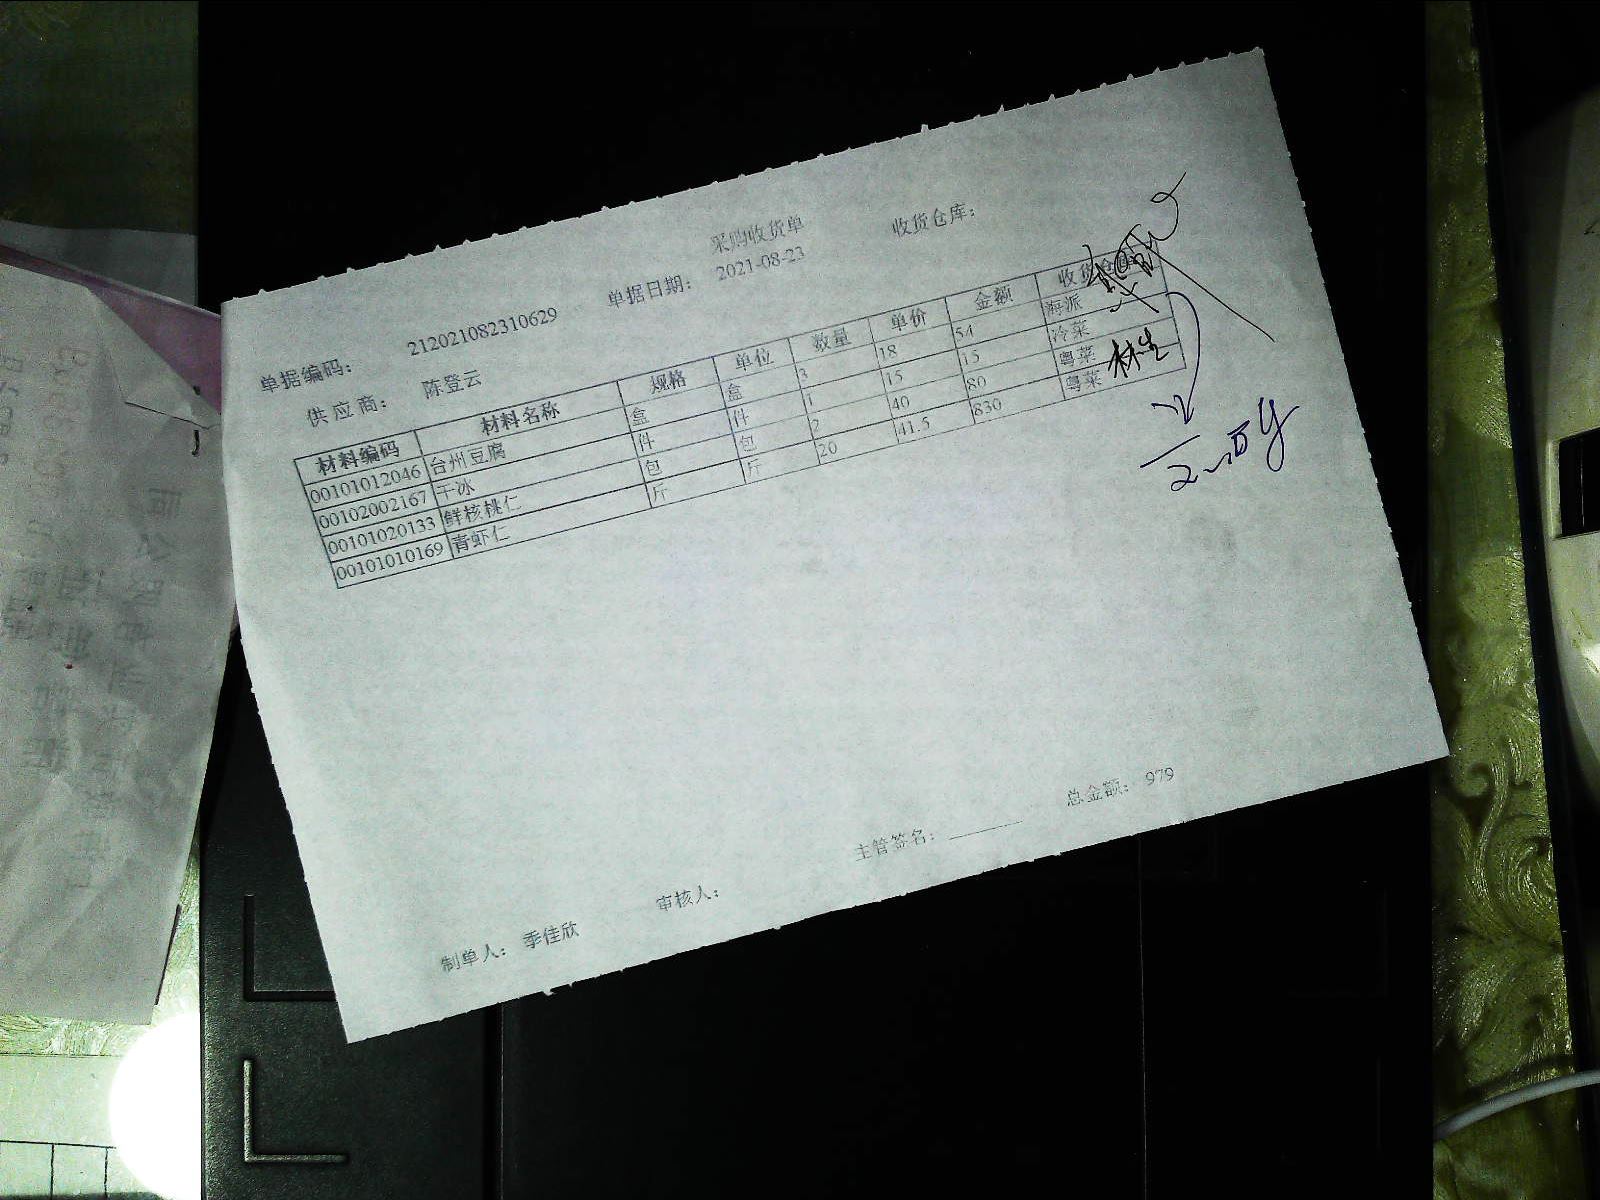 采购收货单
单据编码： 212021082310629 单据日期： 2021-08-23 收货仓库：
供应商： 陈登云
材料编码 材料名称 规格 单位 数量 单价 金额 收货仓库
00101012046 台州豆腐 盒 盒 3 18 54 海派
00102002167 干冰 件 件 1 15 15 冷菜
00101020133 鲜核桃仁 包 包 2 40 80 粤菜
00101010169 青虾仁 斤 斤 20 41.5 830 粤菜
主管签名： 总金额： 979
制单人： 季佳欣 审核人：